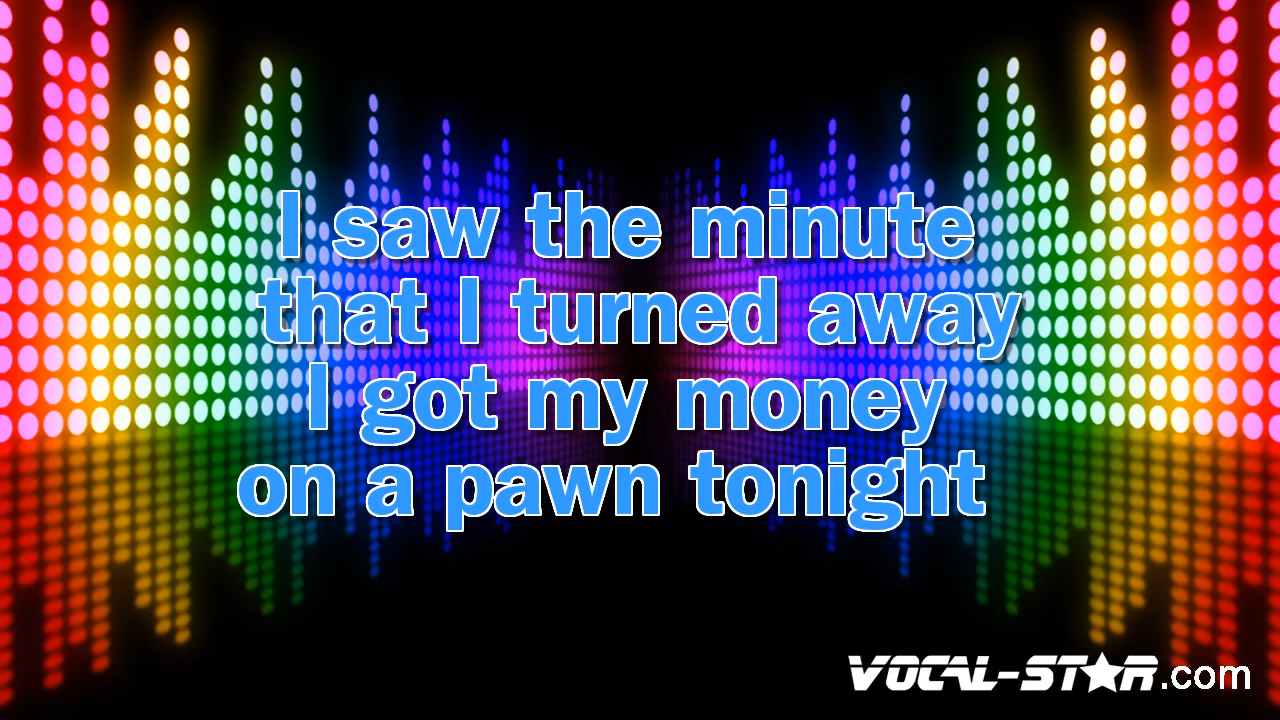 I saw the minute
that I turned away
I got my money
on a pawn tonight
VOCAL-STAR.com